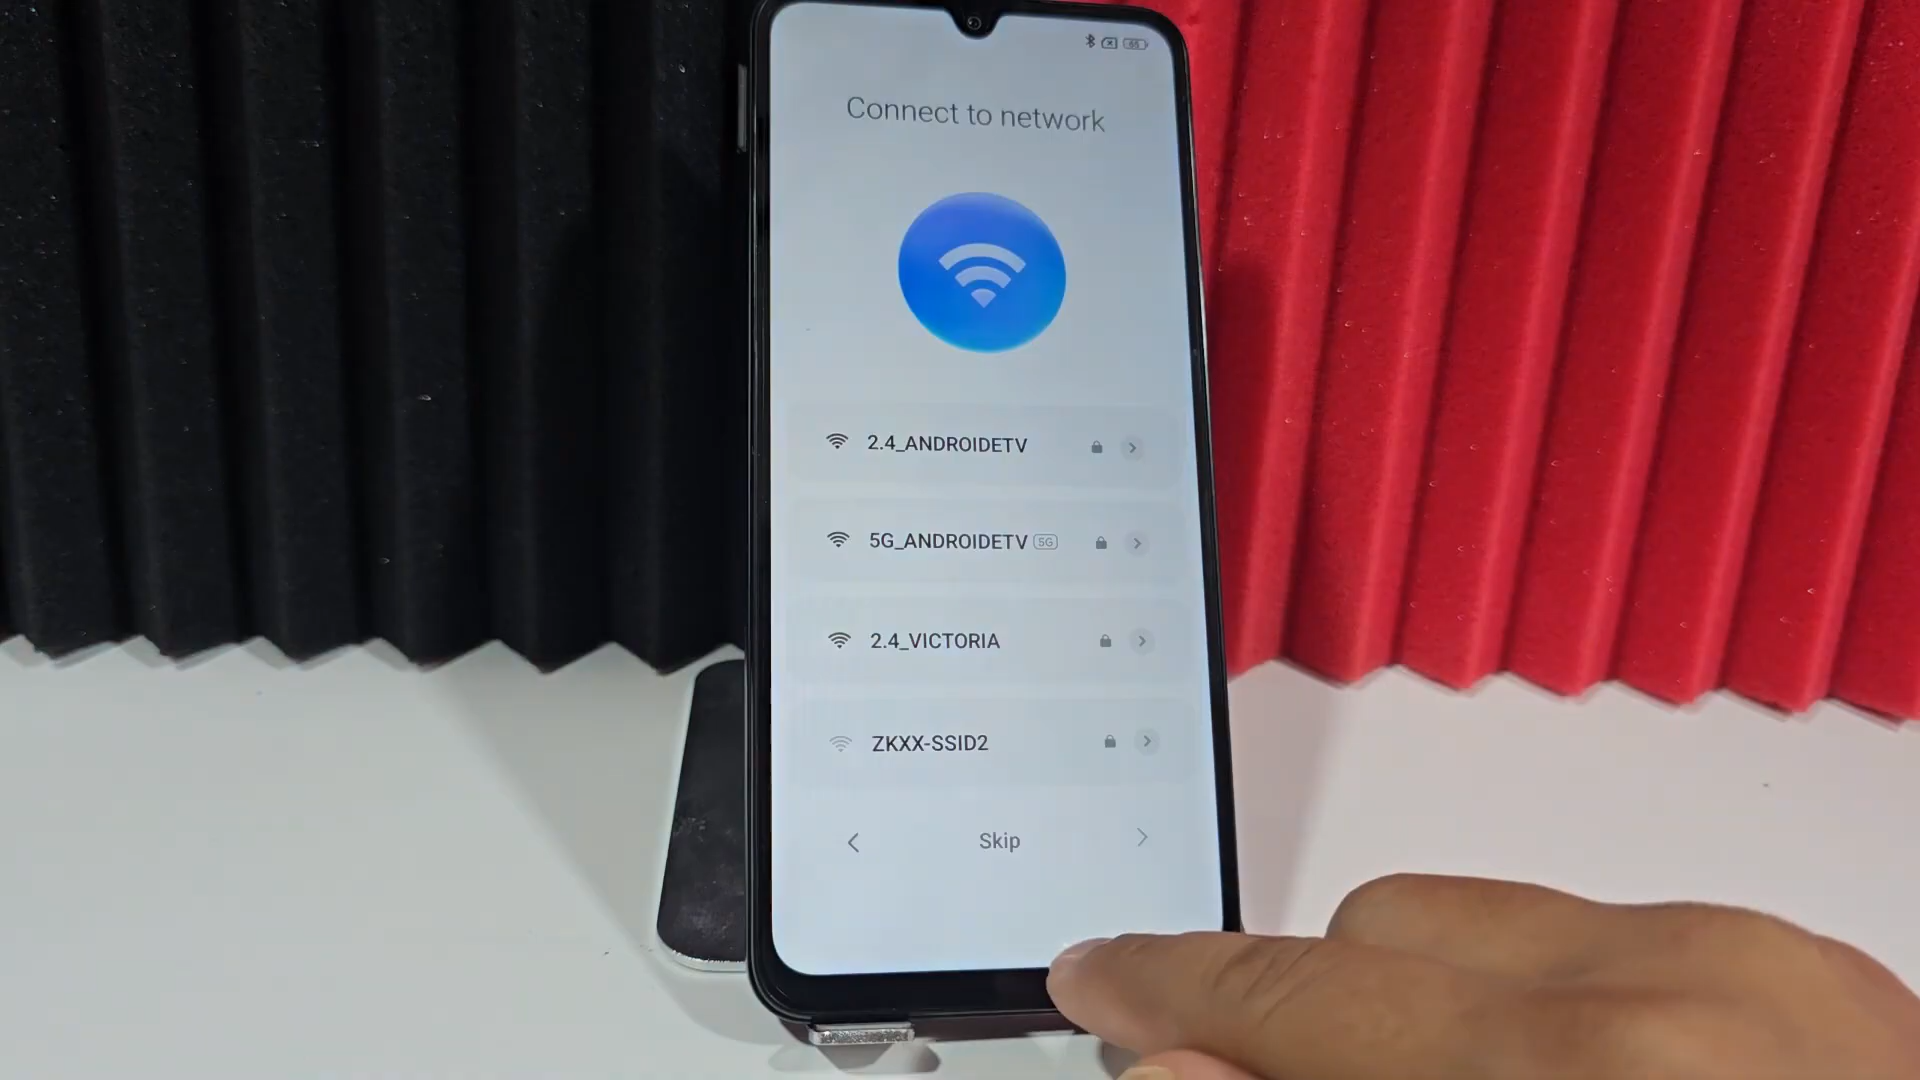 Connect to network
2.4_ANDROIDETV
5G_ANDROIDETV 5G
2.4_VICTORIA
ZKXX-SSID2
Skip